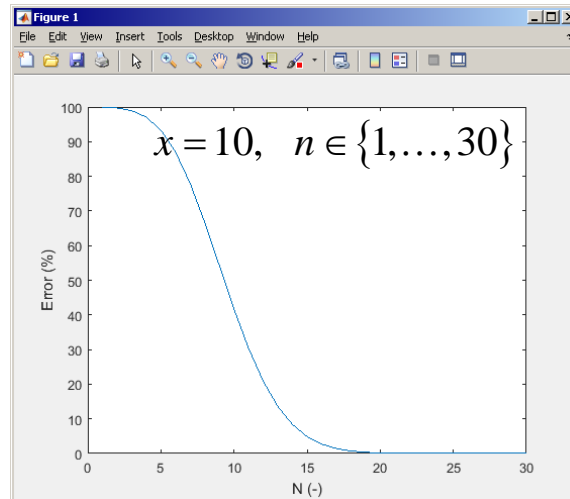 Figure 1
File Edit View Insert Tools Desktop Window Help
x = 10, n ∈ {1,…,30}
100
90
80
70
60
50
40
30
20
10
0
Error (%)
0 5 10 15 20 25 30
N (-)